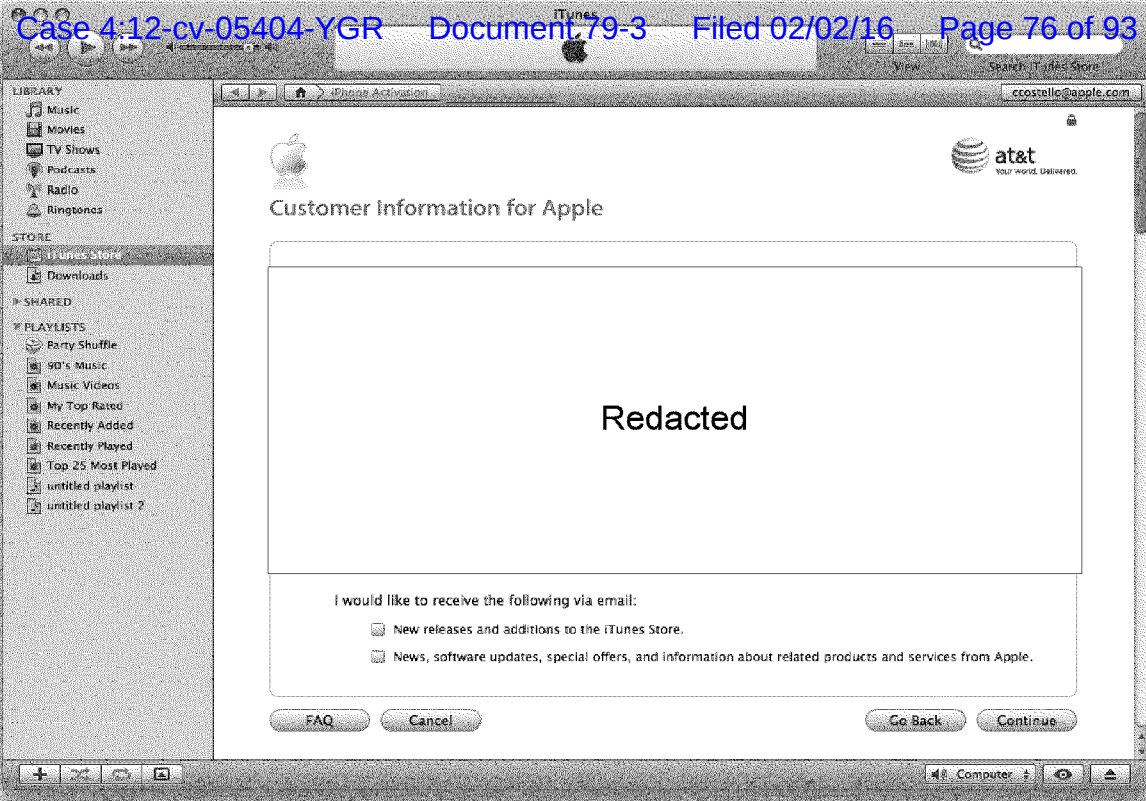 iTunes
Case 4:12-cv-05404-YGR Document 79-3 Filed 02/02/16 Page 76 of 93
View
Search iTunes Store
LIBRARY
iPhone Activation
ccostello@apple.com
Music
Movies
TV Shows
Podcasts
Radio
Ringtones
at&t
Your world. Delivered.
Customer Information for Apple
STORE
iTunes Store
Downloads
SHARED
PLAYLISTS
Party Shuffle
90's Music
Music Videos
My Top Rated
Recently Added
Recently Played
Top 25 Most Played
untitled playlist
untitled playlist 2
Redacted
I would like to receive the following via email:
New releases and additions to the iTunes Store.
News, software updates, special offers, and information about related products and services from Apple.
FAQ Cancel Go Back Continue
Computer